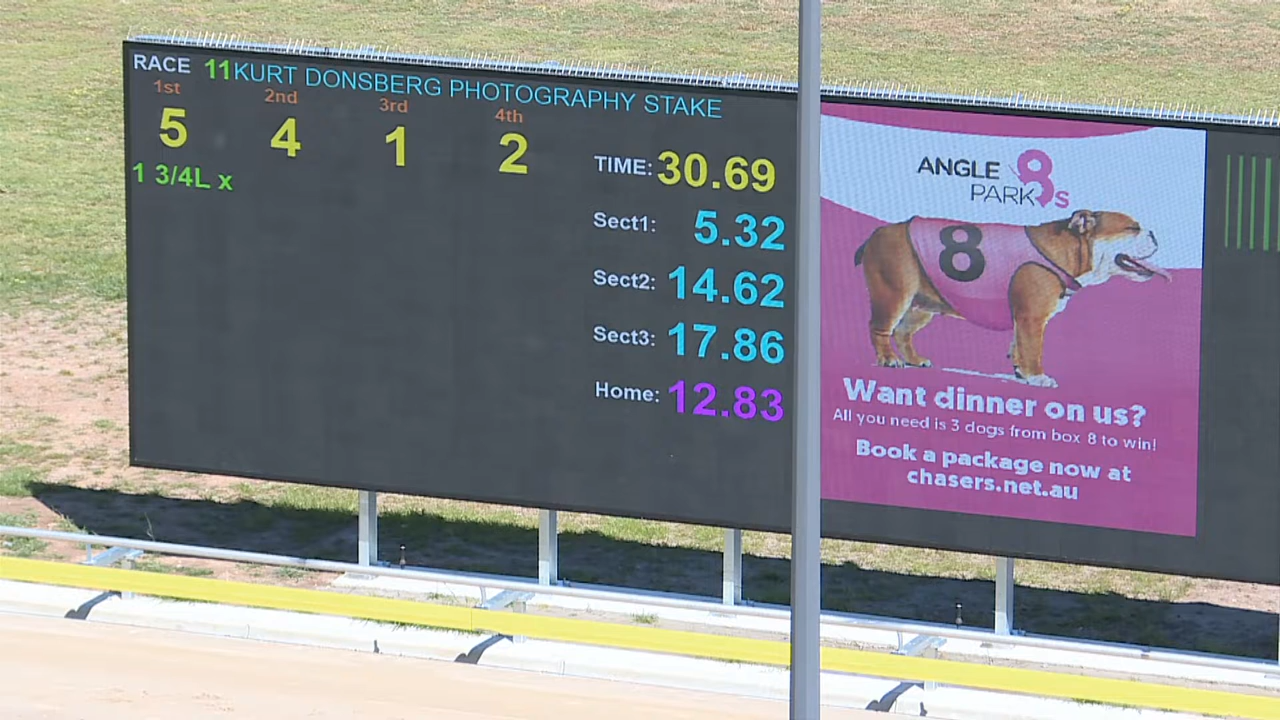 RACE 11 KURT DONSBERG PHOTOGRAPHY STAKE
1st 2nd 3rd 4th
5 4 1 2
1 3/4L x
TIME: 30.69
Sect1: 5.32
Sect2: 14.62
Sect3: 17.86
Home: 12.83
ANGLE 8s
PARK
8
Want dinner on us?
All you need is 3 dogs from box 8 to win!
Book a package now at
chasers.net.au